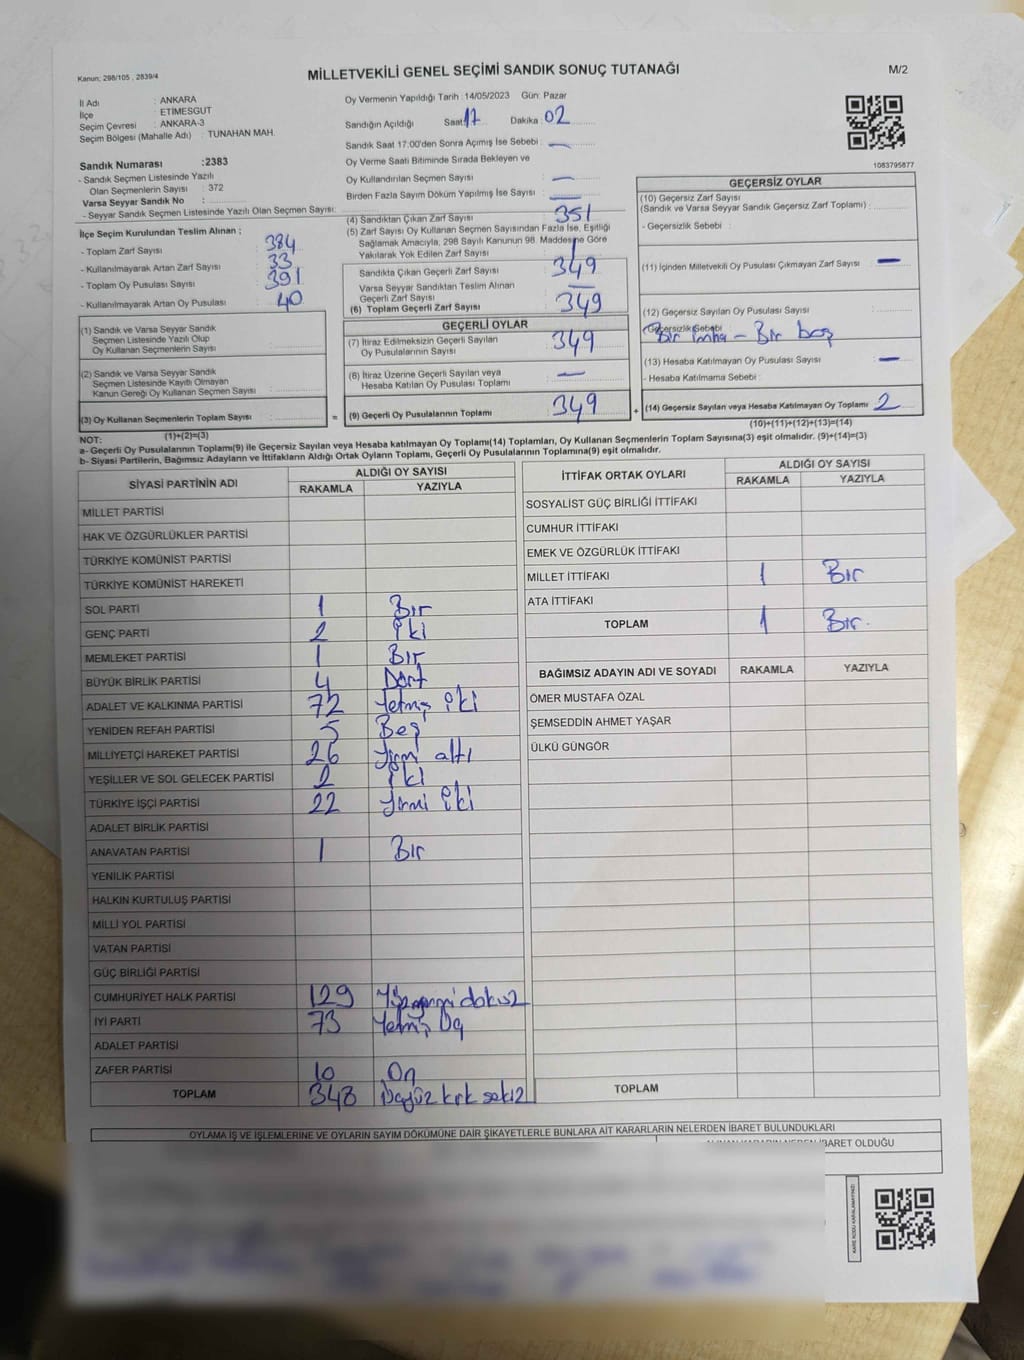 Kanun; 298/105 , 2839/4
MİLLETVEKİLİ GENEL SEÇİMİ SANDIK SONUÇ TUTANAĞI
M/2
İl Adı : ANKARA
İlçe : ETİMESGUT
Seçim Çevresi : ANKARA-3
Seçim Bölgesi (Mahalle Adı) : TUNAHAN MAH.
Sandık Numarası :2383
- Sandık Seçmen Listesinde Yazılı
Olan Seçmenlerin Sayısı : 372
Varsa Seyyar Sandık No :
- Seyyar Sandık Seçmen Listesinde Yazılı Olan Seçmen Sayısı:
İlçe Seçim Kurulundan Teslim Alınan ;
- Toplam Zarf Sayısı : 384
- Kullanılmayarak Artan Zarf Sayısı : 33
- Toplam Oy Pusulası Sayısı : 391
- Kullanılmayarak Artan Oy Pusulası : 40
(1) Sandık ve Varsa Seyyar Sandık
Seçmen Listesinde Yazılı Olup
Oy Kullanan Seçmenlerin Sayısı :
(2) Sandık ve Varsa Seyyar Sandık
Seçmen Listesinde Kayıtlı Olmayan
Kanun Gereği Oy Kullanan Seçmen Sayısı :
(3) Oy Kullanan Seçmenlerin Toplam Sayısı :
(1)+(2)=(3)
Oy Vermenin Yapıldığı Tarih : 14/05/2023 Gün: Pazar
Sandığın Açıldığı Saat 17 Dakika : 02
Sandık Saat 17:00'den Sonra Açımış İse Sebebi : —
Oy Verme Saati Bitiminde Sırada Bekleyen ve
Oy Kullandırılan Seçmen Sayısı : —
Birden Fazla Sayım Döküm Yapılmış İse Sayısı : —
(4) Sandıktan Çıkan Zarf Sayısı : 351
(5) Zarf Sayısı Oy Kullanan Seçmen Sayısından Fazla İse, Eşitliği
Sağlamak Amacıyla, 298 Sayılı Kanunun 98. Maddesine Göre
Yakılarak Yok Edilen Zarf Sayısı :
Sandıkta Çıkan Geçerli Zarf Sayısı : 349
Varsa Seyyar Sandıktan Teslim Alınan
Geçerli Zarf Sayısı : —
(6) Toplam Geçerli Zarf Sayısı : 349
GEÇERLİ OYLAR
(7) İtiraz Edilmeksizin Geçerli Sayılan
Oy Pusulalarının Sayısı : 349
(8) İtiraz Üzerine Geçerli Sayılan veya
Hesaba Katılan Oy Pusulası Toplamı : —
= (9) Geçerli Oy Pusulalarının Toplamı : 349 +
1083795877
GEÇERSİZ OYLAR
(10) Geçersiz Zarf Sayısı
(Sandık ve Varsa Seyyar Sandık Geçersiz Zarf Toplamı) :
- Geçersizlik Sebebi :
(11) İçinden Milletvekili Oy Pusulası Çıkmayan Zarf Sayısı : —
(12) Geçersiz Sayılan Oy Pusulası Sayısı :
- Geçersizlik Sebebi : Bir imha - Bir boş
(13) Hesaba Katılmayan Oy Pusulası Sayısı : —
- Hesaba Katılmama Sebebi :
(14) Geçersiz Sayılan veya Hesaba Katılmayan Oy Toplamı : 2
(10)+(11)+(12)+(13)=(14)
NOT:
a- Geçerli Oy Pusulalarının Toplamı(9) ile Geçersiz Sayılan veya Hesaba katılmayan Oy Toplamı(14) Toplamları, Oy Kullanan Seçmenlerin Toplam Sayısına(3) eşit olmalıdır. (9)+(14)=(3)
b- Siyasi Partilerin, Bağımsız Adayların ve İttifakların Aldığı Ortak Oyların Toplamı, Geçerli Oy Pusulalarının Toplamına(9) eşit olmalıdır.
SİYASİ PARTİNİN ADI ALDIĞI OY SAYISI
RAKAMLA YAZIYLA
MİLLET PARTİSİ
HAK VE ÖZGÜRLÜKLER PARTİSİ
TÜRKİYE KOMÜNİST PARTİSİ
TÜRKİYE KOMÜNİST HAREKETİ
SOL PARTİ 1 Bir
GENÇ PARTİ 2 İki
MEMLEKET PARTİSİ 1 Bir
BÜYÜK BİRLİK PARTİSİ 4 Dört
ADALET VE KALKINMA PARTİSİ 72 Yetmiş iki
YENİDEN REFAH PARTİSİ 5 Beş
MİLLİYETÇİ HAREKET PARTİSİ 26 Yirmi altı
YEŞİLLER VE SOL GELECEK PARTİSİ 2 İki
TÜRKİYE İŞÇİ PARTİSİ 22 Yirmi iki
ADALET BİRLİK PARTİSİ
ANAVATAN PARTİSİ 1 Bir
YENİLİK PARTİSİ
HALKIN KURTULUŞ PARTİSİ
MİLLİ YOL PARTİSİ
VATAN PARTİSİ
GÜÇ BİRLİĞİ PARTİSİ
CUMHURİYET HALK PARTİSİ 129 Yüzyirmidokuz
İYİ PARTİ 73 Yetmiş Üç
ADALET PARTİSİ
ZAFER PARTİSİ 10 On
TOPLAM 348 Üçyüz kırk sekiz
İTTİFAK ORTAK OYLARI ALDIĞI OY SAYISI
RAKAMLA YAZIYLA
SOSYALİST GÜÇ BİRLİĞİ İTTİFAKI
CUMHUR İTTİFAKI
EMEK VE ÖZGÜRLÜK İTTİFAKI
MİLLET İTTİFAKI 1 Bir
ATA İTTİFAKI
TOPLAM 1 Bir.
BAĞIMSIZ ADAYIN ADI VE SOYADI RAKAMLA YAZIYLA
ÖMER MUSTAFA ÖZAL
ŞEMSEDDİN AHMET YAŞAR
ÜLKÜ GÜNGÖR
TOPLAM
OYLAMA İŞ VE İŞLEMLERİNE VE OYLARIN SAYIM DÖKÜMÜNE DAİR ŞİKAYETLERLE BUNLARA AİT KARARLARIN NELERDEN İBARET BULUNDUKLARI
İBARET OLDUĞU
KARE KODU KARALAMAYINIZ!